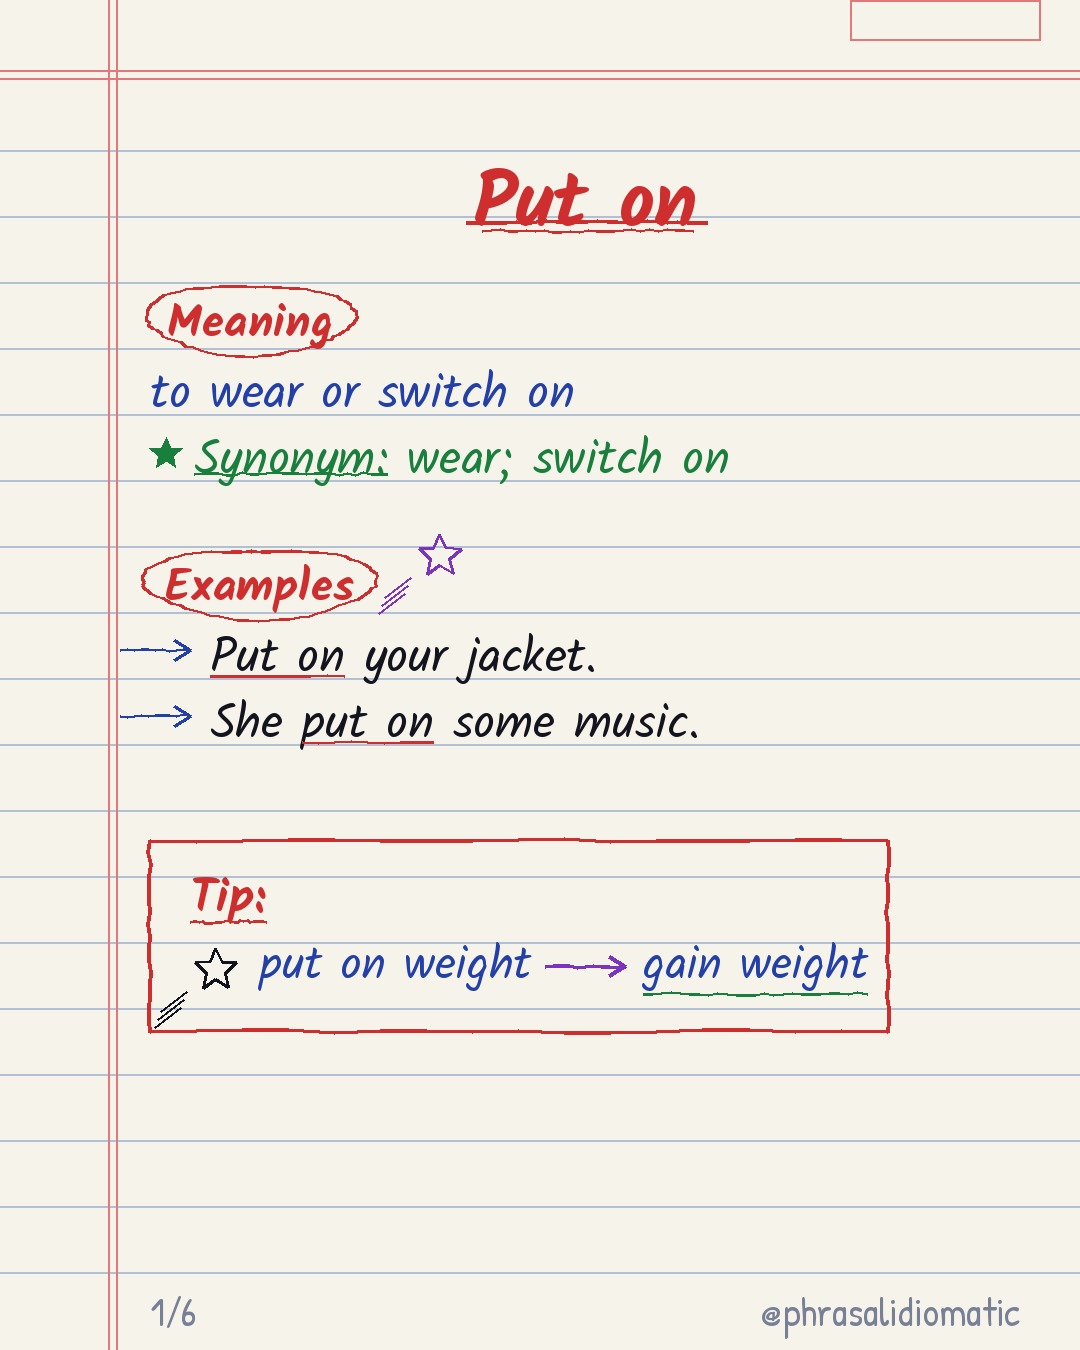 Put on
Meaning
to wear or switch on
Synonym: wear; switch on
Examples
Put on your jacket.
She put on some music.
Tip:
put on weight → gain weight
1/6
@phrasalidiomatic